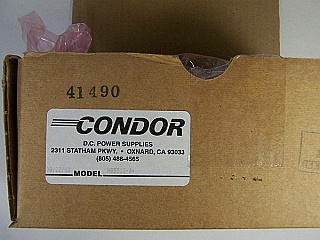 41490
CONDOR
D.C. POWER SUPPLIES
2311 STATHAM PKWY. • OXNARD, CA 93033
(805) 486-4565
MODEL